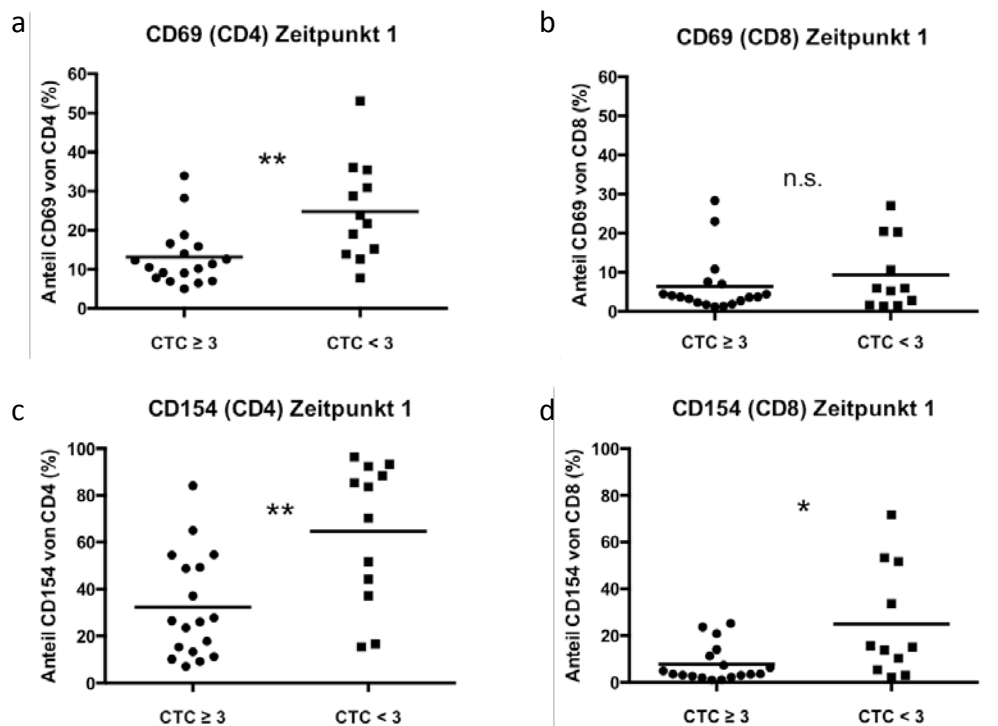 a
CD69 (CD4) Zeitpunkt 1
Anteil CD69 von CD4 (%)
60
50
40
30
20
10
0
**
CTC ≥ 3
CTC < 3
b
CD69 (CD8) Zeitpunkt 1
Anteil CD69 von CD8 (%)
60
50
40
30
20
10
0
n.s.
CTC ≥ 3
CTC < 3
c
CD154 (CD4) Zeitpunkt 1
Anteil CD154 von CD4 (%)
100
80
60
40
20
0
**
CTC ≥ 3
CTC < 3
d
CD154 (CD8) Zeitpunkt 1
Anteil CD154 von CD8 (%)
100
80
60
40
20
0
*
CTC ≥ 3
CTC < 3